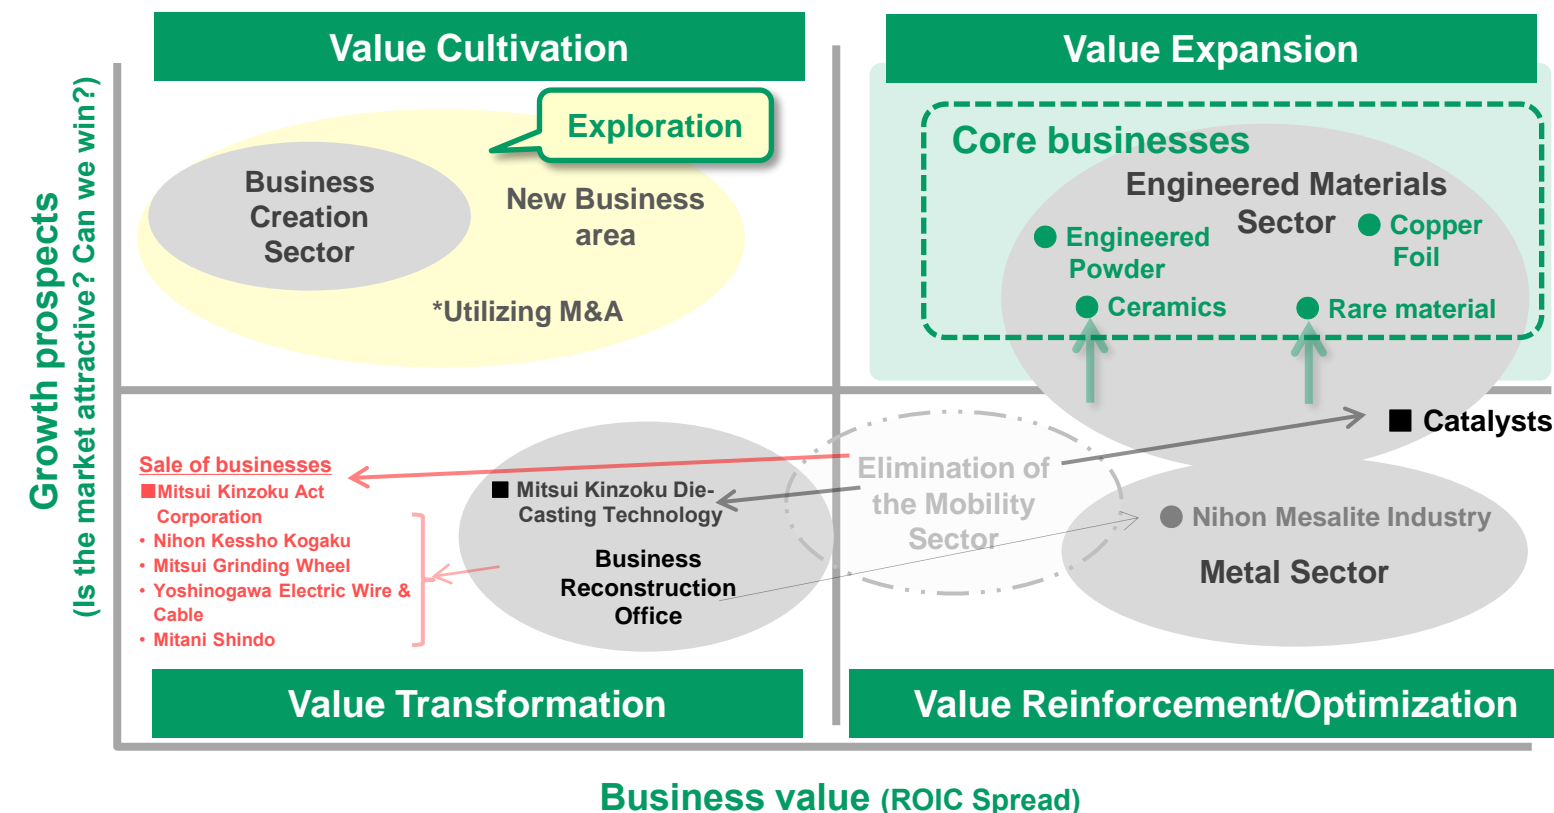 Value Cultivation
Value Expansion
Growth prospects
(Is the market attractive? Can we win?)
Exploration
Business
Creation
Sector
New Business
area
*Utilizing M&A
Core businesses
Engineered Materials
Sector
Engineered
Powder
Copper
Foil
Ceramics
Rare material
Catalysts
Sale of businesses
■Mitsui Kinzoku Act
Corporation
• Nihon Kessho Kogaku
• Mitsui Grinding Wheel
• Yoshinogawa Electric Wire &
Cable
• Mitani Shindo
■ Mitsui Kinzoku Die-
Casting Technology
Business
Reconstruction
Office
Elimination of
the Mobility
Sector
Nihon Mesalite Industry
Metal Sector
Value Transformation
Value Reinforcement/Optimization
Business value (ROIC Spread)